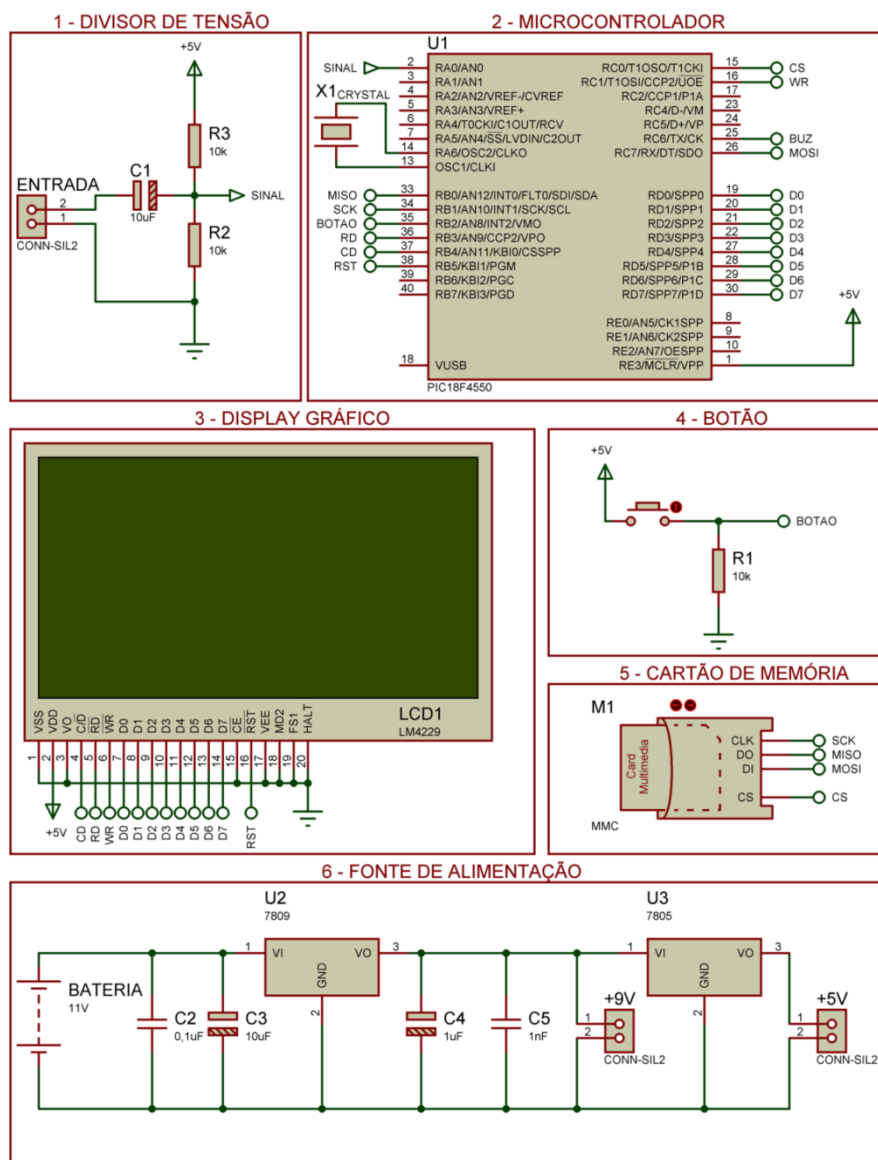 1 - DIVISOR DE TENSÃO
+5V
R3
10k
C1
10uF
ENTRADA
2
1
CONN-SIL2
SINAL
R2
10k
2 - MICROCONTROLADOR
U1
SINAL
X1
CRYSTAL
2 RA0/AN0
3 RA1/AN1
4 RA2/AN2/VREF-/CVREF
5 RA3/AN3/VREF+
6 RA4/T0CKI/C1OUT/RCV
7 RA5/AN4/SS/LVDIN/C2OUT
14 RA6/OSC2/CLKO
13 OSC1/CLKI
MISO 33 RB0/AN12/INT0/FLT0/SDI/SDA
SCK 34 RB1/AN10/INT1/SCK/SCL
BOTAO 35 RB2/AN8/INT2/VMO
RD 36 RB3/AN9/CCP2/VPO
CD 37 RB4/AN11/KBI0/CSSPP
RST 38 RB5/KBI1/PGM
39 RB6/KBI2/PGC
40 RB7/KBI3/PGD
18 VUSB
RC0/T1OSO/T1CKI 15 CS
RC1/T1OSI/CCP2/UOE 16 WR
RC2/CCP1/P1A 17
RC4/D-/VM 23
RC5/D+/VP 24
RC6/TX/CK 25 BUZ
RC7/RX/DT/SDO 26 MOSI
RD0/SPP0 19 D0
RD1/SPP1 20 D1
RD2/SPP2 21 D2
RD3/SPP3 22 D3
RD4/SPP4 27 D4
RD5/SPP5/P1B 28 D5
RD6/SPP6/P1C 29 D6
RD7/SPP7/P1D 30 D7
RE0/AN5/CK1SPP 8
RE1/AN6/CK2SPP 9
RE2/AN7/OESPP 10
RE3/MCLR/VPP 1
+5V
PIC18F4550
3 - DISPLAY GRÁFICO
LCD1
LM4229
VSS VDD VO C/D RD WR D0 D1 D2 D3 D4 D5 D6 D7 CE RST VEE MD2 FS1 HALT
1 2 3 4 5 6 7 8 9 10 11 12 13 14 15 16 17 18 19 20
+5V
CD RD WR D0 D1 D2 D3 D4 D5 D6 D7 RST
4 - BOTÃO
+5V
BOTAO
R1
10k
5 - CARTÃO DE MEMÓRIA
M1
Card
Multimedia
MMC
CLK SCK
DO MISO
DI MOSI
CS CS
6 - FONTE DE ALIMENTAÇÃO
BATERIA
11V
C2
0,1uF
C3
10uF
U2
7809
1 VI VO 3
GND
2
C4
1uF
C5
1nF
+9V
1
2
CONN-SIL2
U3
7805
1 VI VO 3
GND
2
+5V
1
2
CONN-SIL2